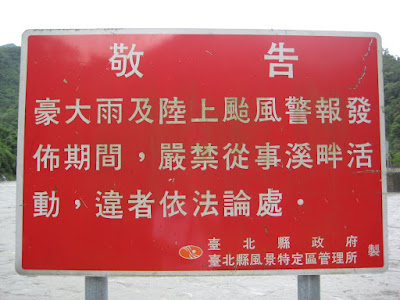 敬告
豪大雨及陸上颱風警報發
佈期間，嚴禁從事溪畔活
動，違者依法論處。
臺北縣政府
臺北縣風景特定區管理所 製